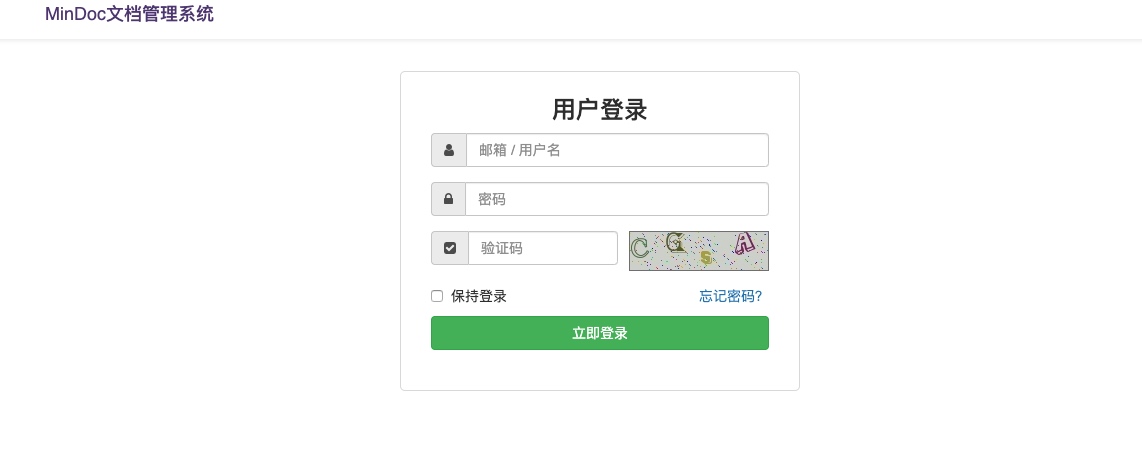 MinDoc文档管理系统
用户登录
邮箱 / 用户名
密码
验证码
CGsA
保持登录
忘记密码?
立即登录